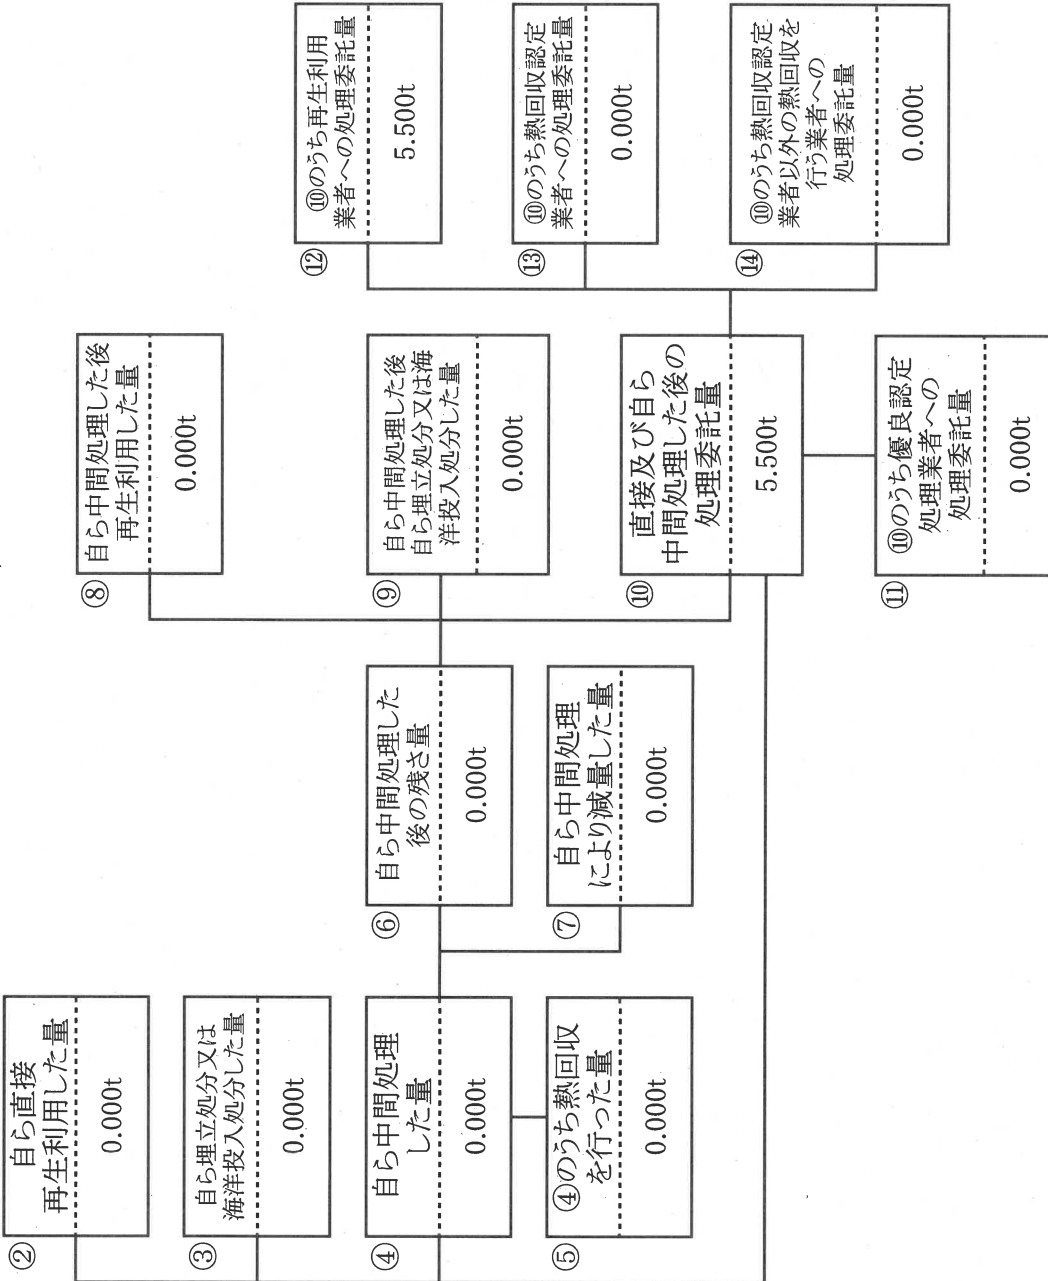 ②
自ら直接
再生利用した量
0.000t
③
自ら埋立処分又は
海洋投入処分した量
0.000t
④
自ら中間処理
した量
0.000t
⑤
④のうち熱回収
を行った量
0.000t
⑥
自ら中間処理した
後の残さ量
0.000t
⑦
自ら中間処理
により減量した量
0.000t
⑧
自ら中間処理した後
再生利用した量
0.000t
⑨
自ら中間処理した後
自ら埋立処分又は海
洋投入処分した量
0.000t
⑩
直接及び自ら
中間処理した後の
処理委託量
5.500t
⑪
⑩のうち優良認定
処理業者への
処理委託量
0.000t
⑫
⑩のうち再生利用
業者への処理委託量
5.500t
⑬
⑩のうち熱回収認定
業者への処理委託量
0.000t
⑭
⑩のうち熱回収認定
業者以外の熱回収を
行う業者への
処理委託量
0.000t